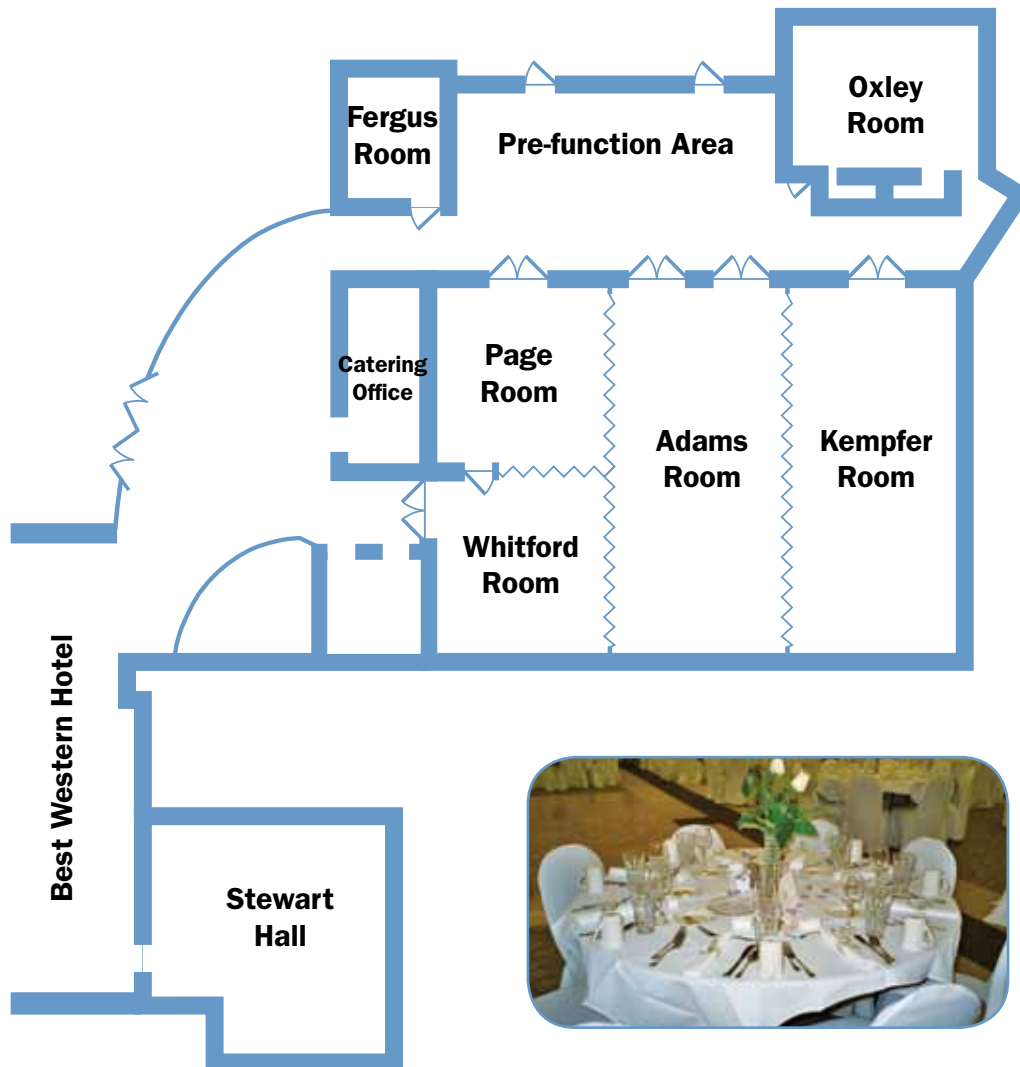 Oxley
Room
Fergus
Room
Pre-function Area
Catering
Office
Page
Room
Adams
Room
Kempfer
Room
Whitford
Room
Best Western Hotel
Stewart
Hall